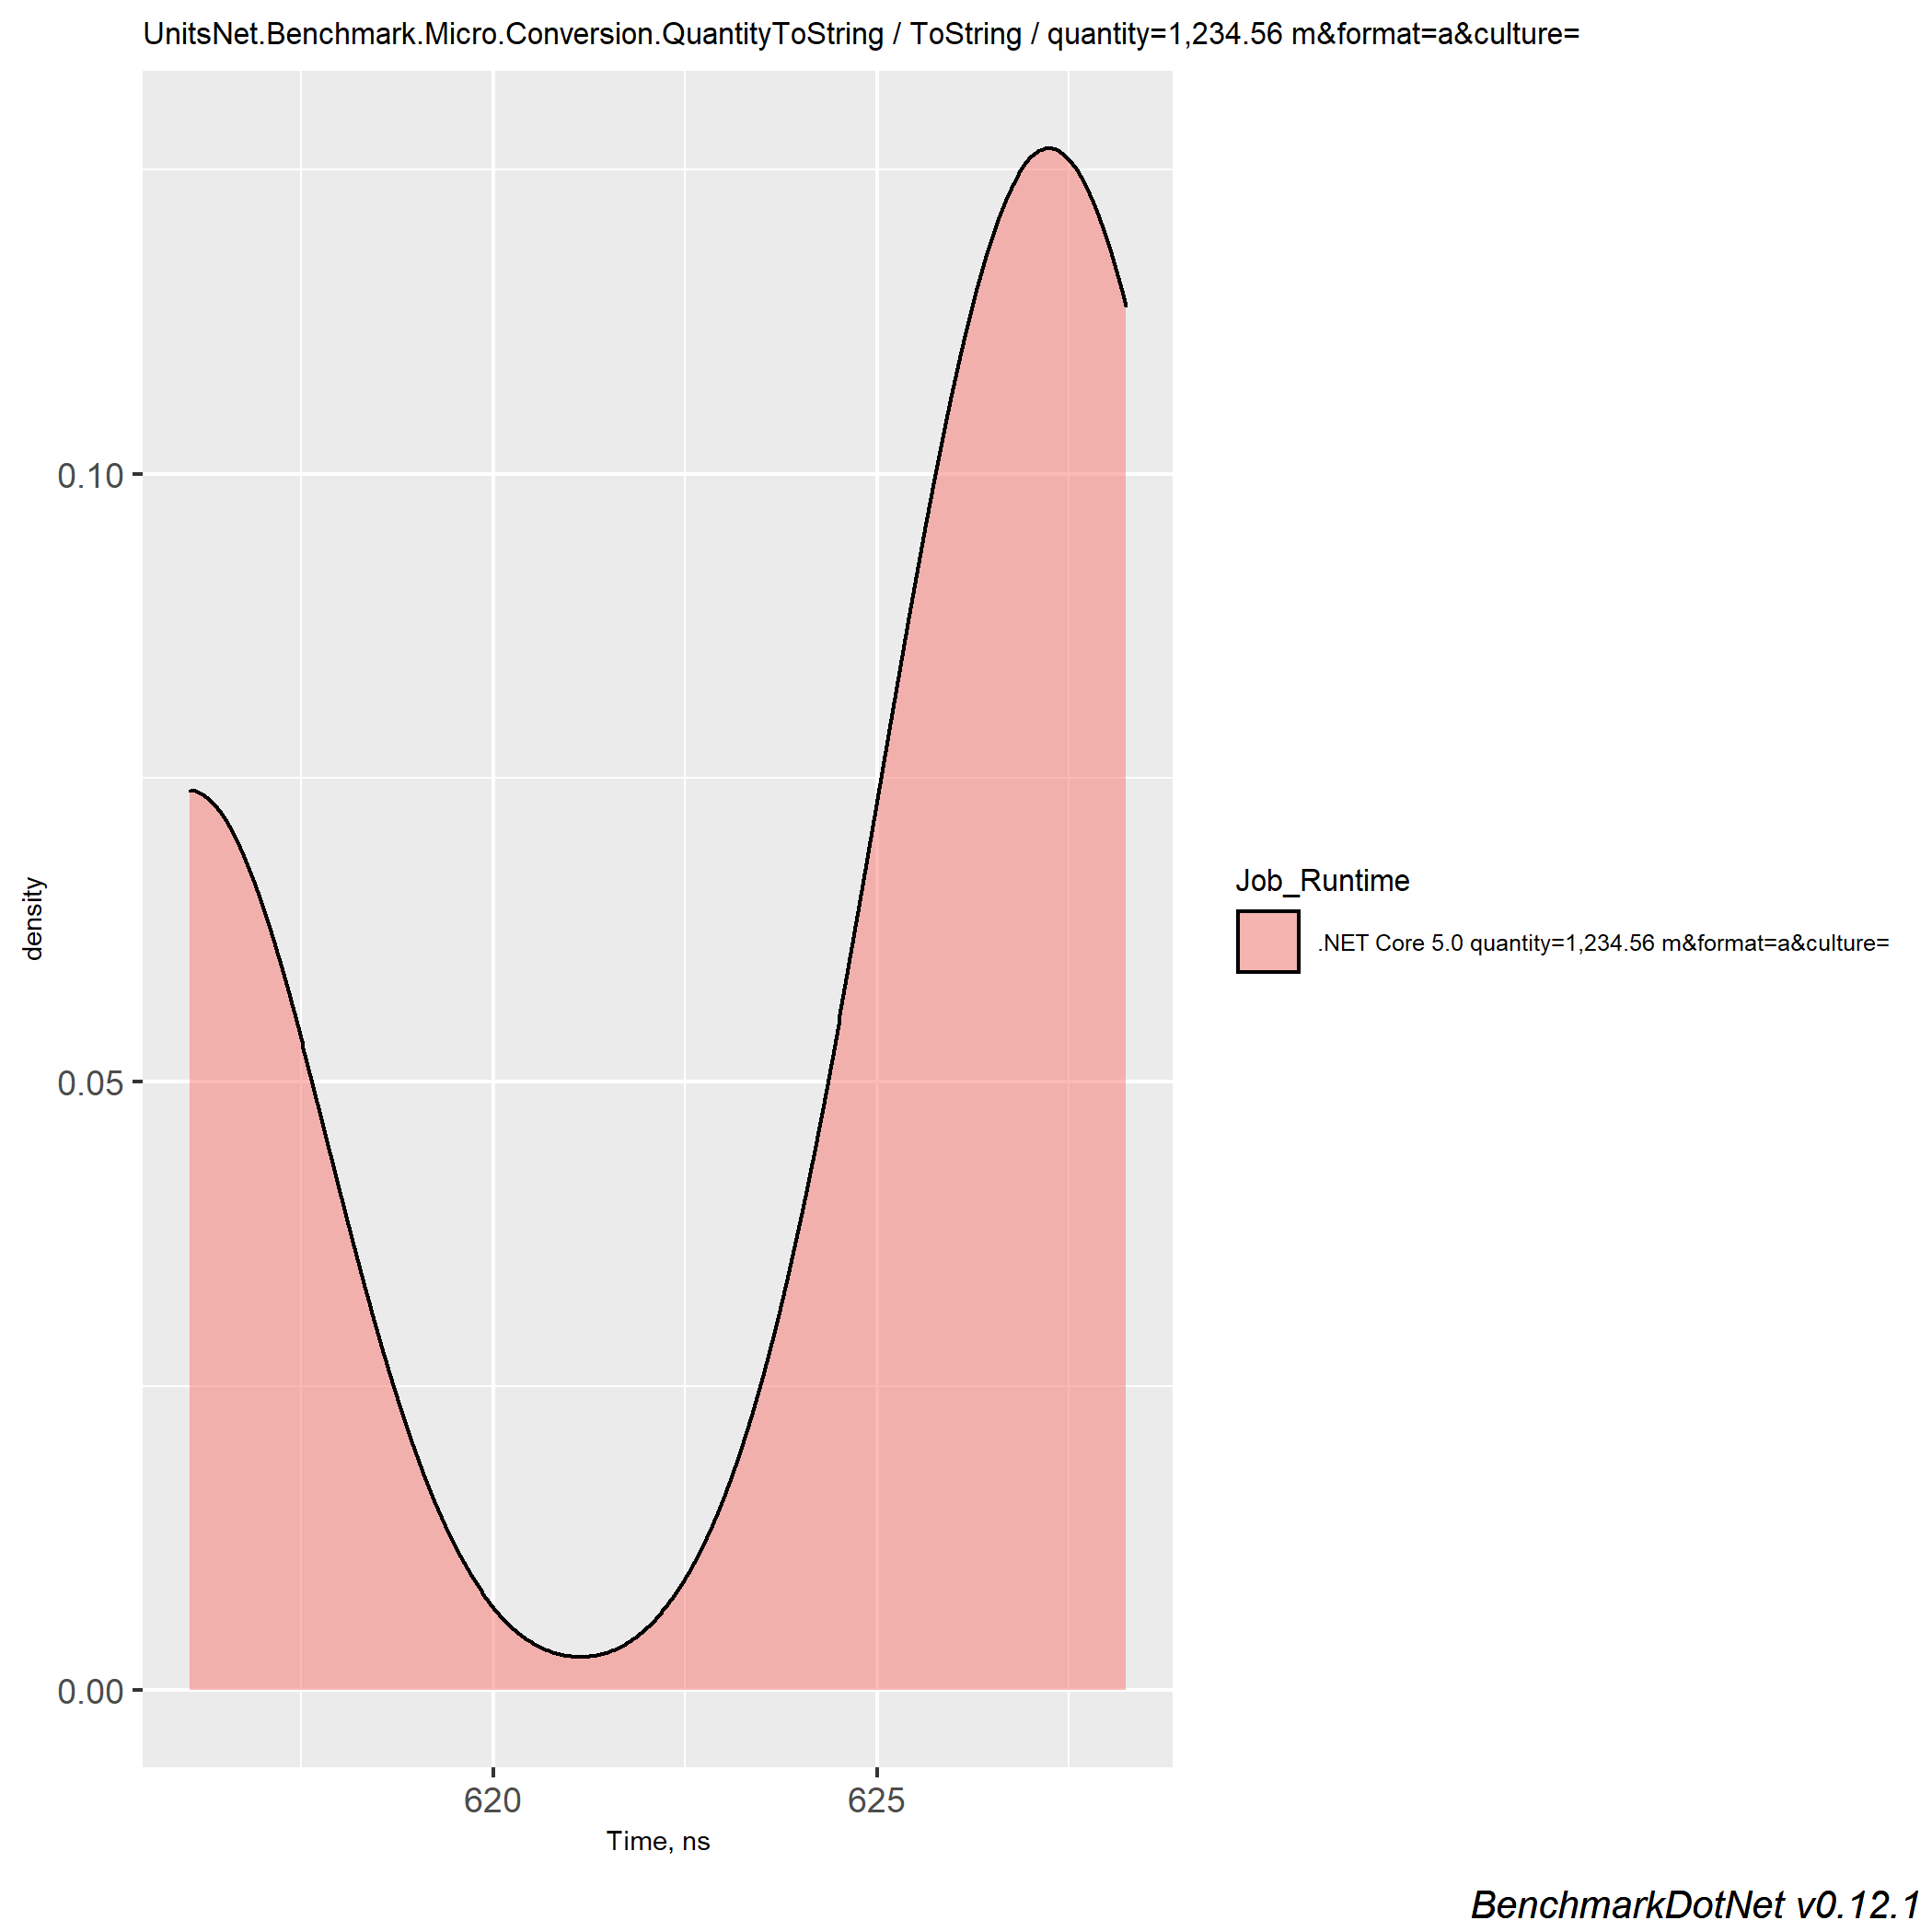 UnitsNet.Benchmark.Micro.Conversion.QuantityToString / ToString / quantity=1,234.56 m&format=a&culture=
0.10
0.05
0.00
density
620
625
Time, ns
Job_Runtime
.NET Core 5.0 quantity=1,234.56 m&format=a&culture=
BenchmarkDotNet v0.12.1